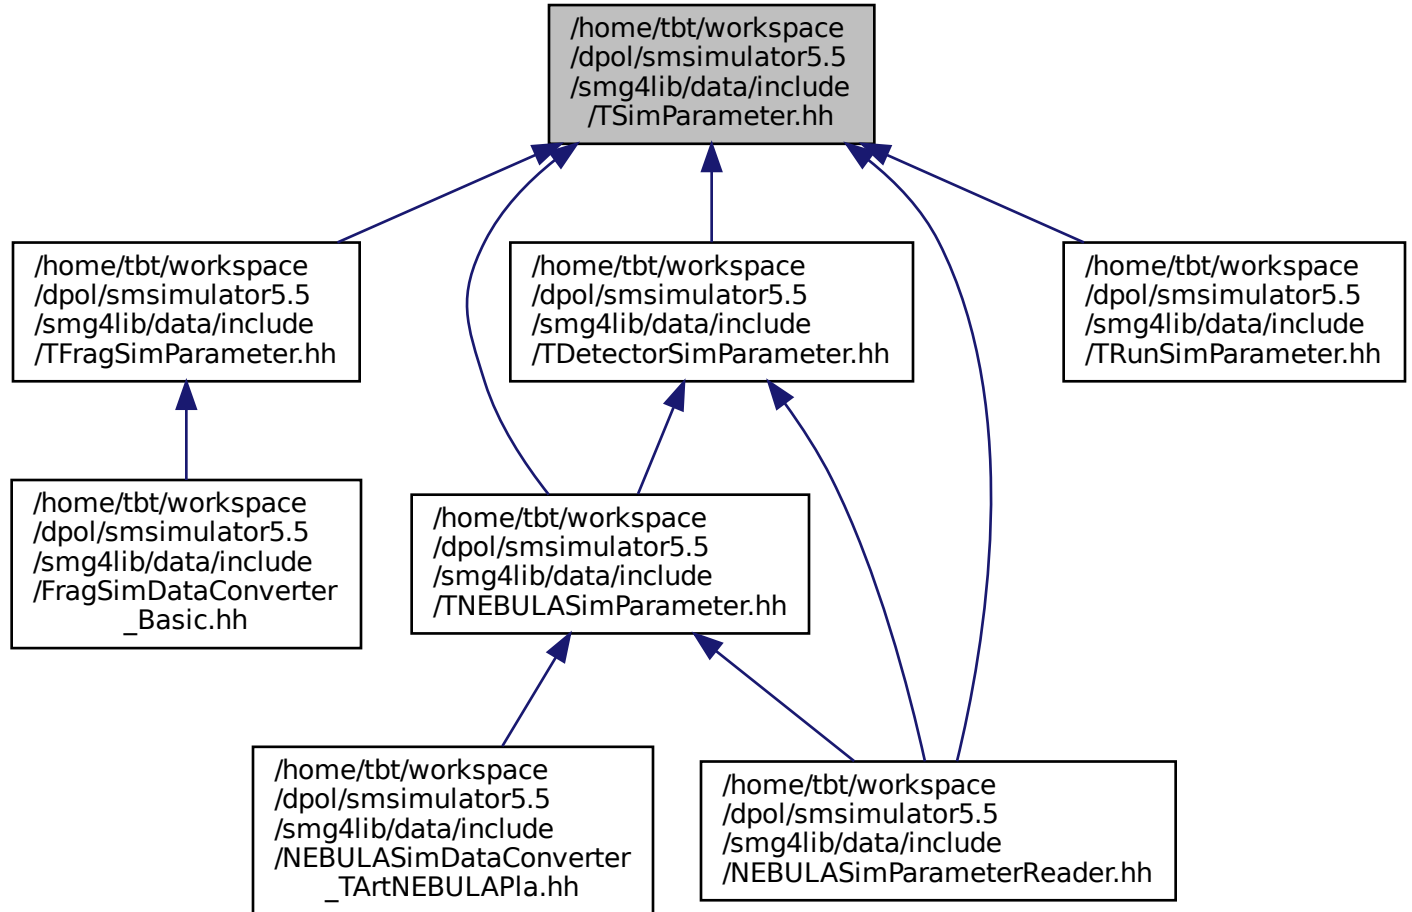 /home/tbt/workspace
/dpol/smsimulator5.5
/smg4lib/data/include
/TSimParameter.hh
/home/tbt/workspace
/dpol/smsimulator5.5
/smg4lib/data/include
/TFragSimParameter.hh
/home/tbt/workspace
/dpol/smsimulator5.5
/smg4lib/data/include
/TDetectorSimParameter.hh
/home/tbt/workspace
/dpol/smsimulator5.5
/smg4lib/data/include
/TRunSimParameter.hh
/home/tbt/workspace
/dpol/smsimulator5.5
/smg4lib/data/include
/FragSimDataConverter
_Basic.hh
/home/tbt/workspace
/dpol/smsimulator5.5
/smg4lib/data/include
/TNEBULASimParameter.hh
/home/tbt/workspace
/dpol/smsimulator5.5
/smg4lib/data/include
/NEBULASimDataConverter
_TArtNEBULAPla.hh
/home/tbt/workspace
/dpol/smsimulator5.5
/smg4lib/data/include
/NEBULASimParameterReader.hh